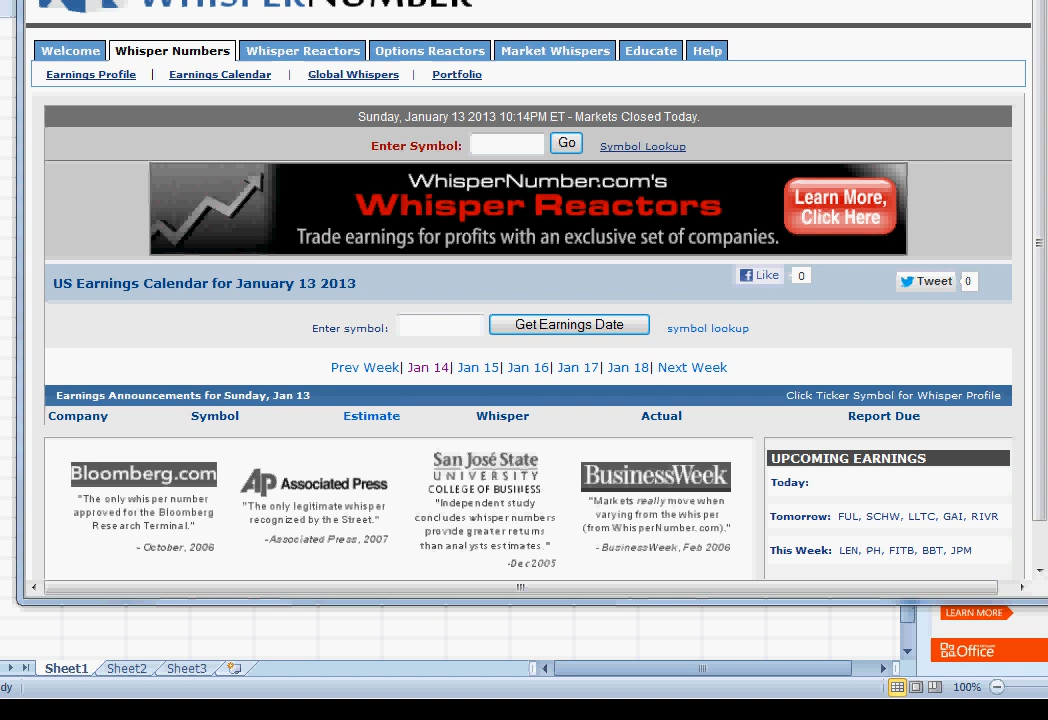 WHISPERNUMBER
Welcome Whisper Numbers Whisper Reactors Options Reactors Market Whispers Educate Help
Earnings Profile | Earnings Calendar | Global Whispers | Portfolio
Sunday, January 13 2013 10:14PM ET - Markets Closed Today.
Enter Symbol: Go Symbol Lookup
WhisperNumber.com's
Whisper Reactors
Trade earnings for profits with an exclusive set of companies.
Learn More,
Click Here
US Earnings Calendar for January 13 2013
Like 0 Tweet 0
Enter symbol: Get Earnings Date symbol lookup
Prev Week| Jan 14| Jan 15| Jan 16| Jan 17| Jan 18| Next Week
Earnings Announcements for Sunday, Jan 13 Click Ticker Symbol for Whisper Profile
Company Symbol Estimate Whisper Actual Report Due
Bloomberg.com
"The only whisper number
approved for the Bloomberg
Research Terminal."
- October, 2006
AP Associated Press
"The only legitimate whisper
recognized by the Street."
-Associated Press, 2007
San José State
UNIVERSITY
COLLEGE OF BUSINESS
"Independent study
concludes whisper numbers
provide greater returns
than analysts estimates."
-Dec 2005
BusinessWeek
"Markets really move when
varying from the whisper
(from WhisperNumber.com)."
- BusinessWeek, Feb 2006
UPCOMING EARNINGS
Today:
Tomorrow: FUL, SCHW, LLTC, GAI, RIVR
This Week: LEN, PH, FITB, BBT, JPM
LEARN MORE
Office
Sheet1 Sheet2 Sheet3
dy 100%